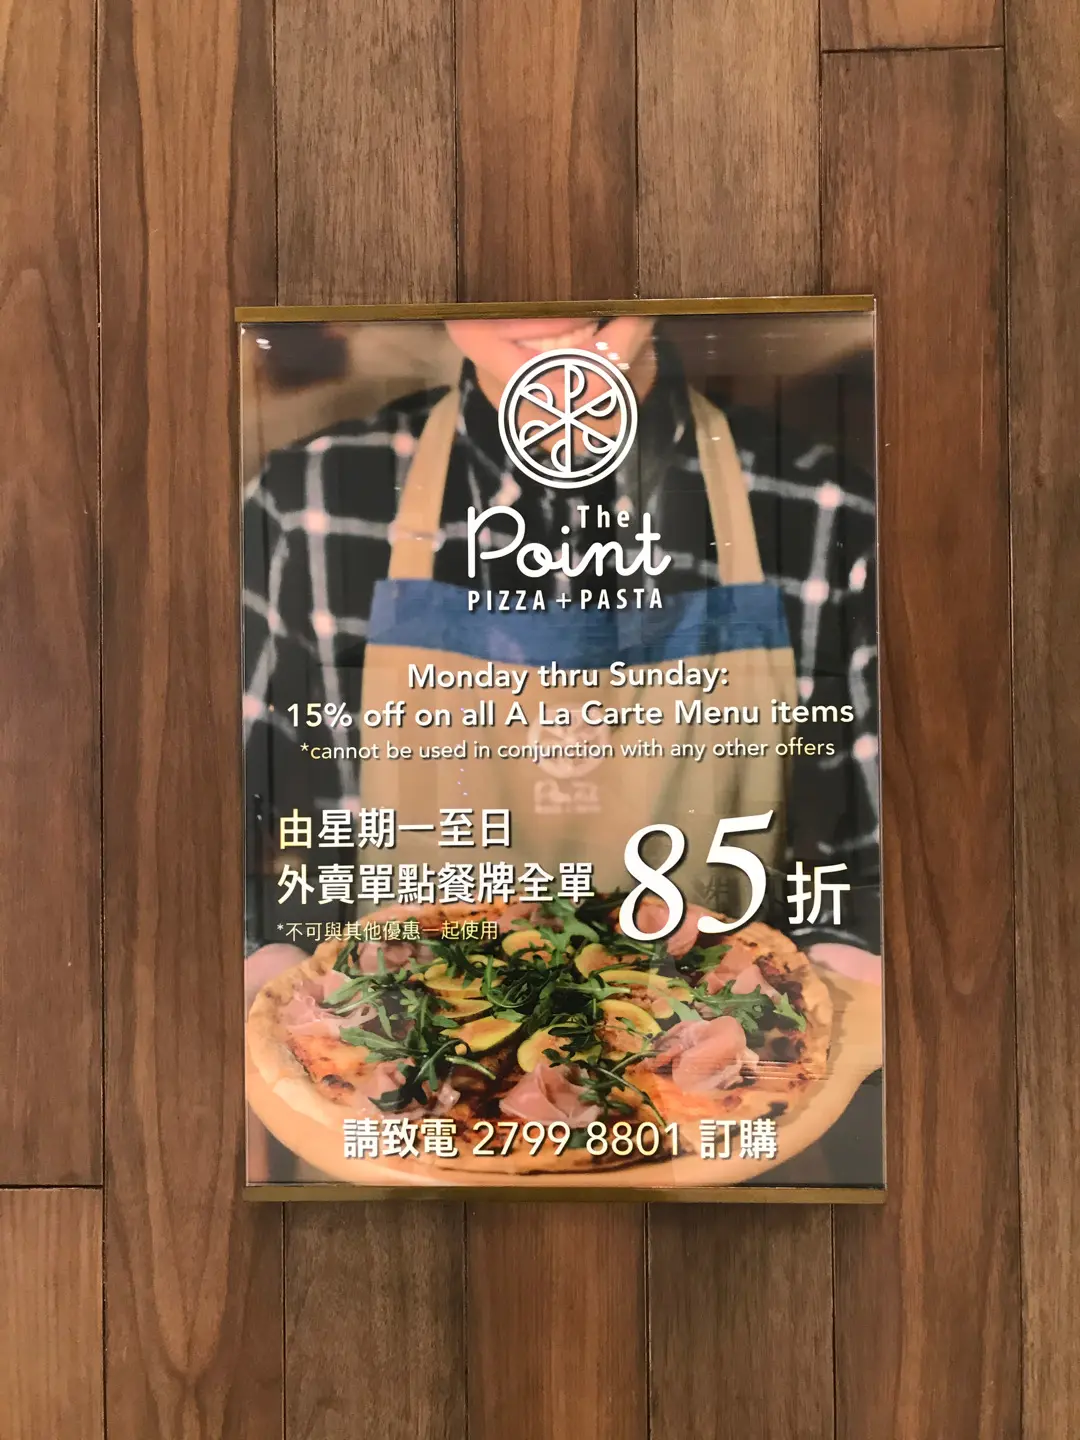 The
Point
PIZZA + PASTA
Monday thru Sunday:
15% off on all A La Carte Menu items
*cannot be used in conjunction with any other offers
由星期一至日
外賣單點餐牌全單 85折
*不可與其他優惠一起使用
請致電 2799 8801 訂購